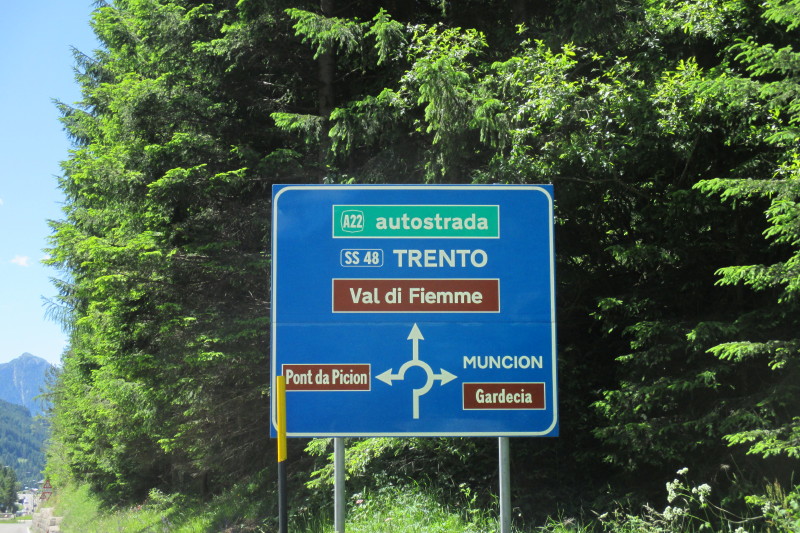 A22 autostrada
SS 48 TRENTO
Val di Fiemme
MUNCION
Pont da Picion
Gardecia